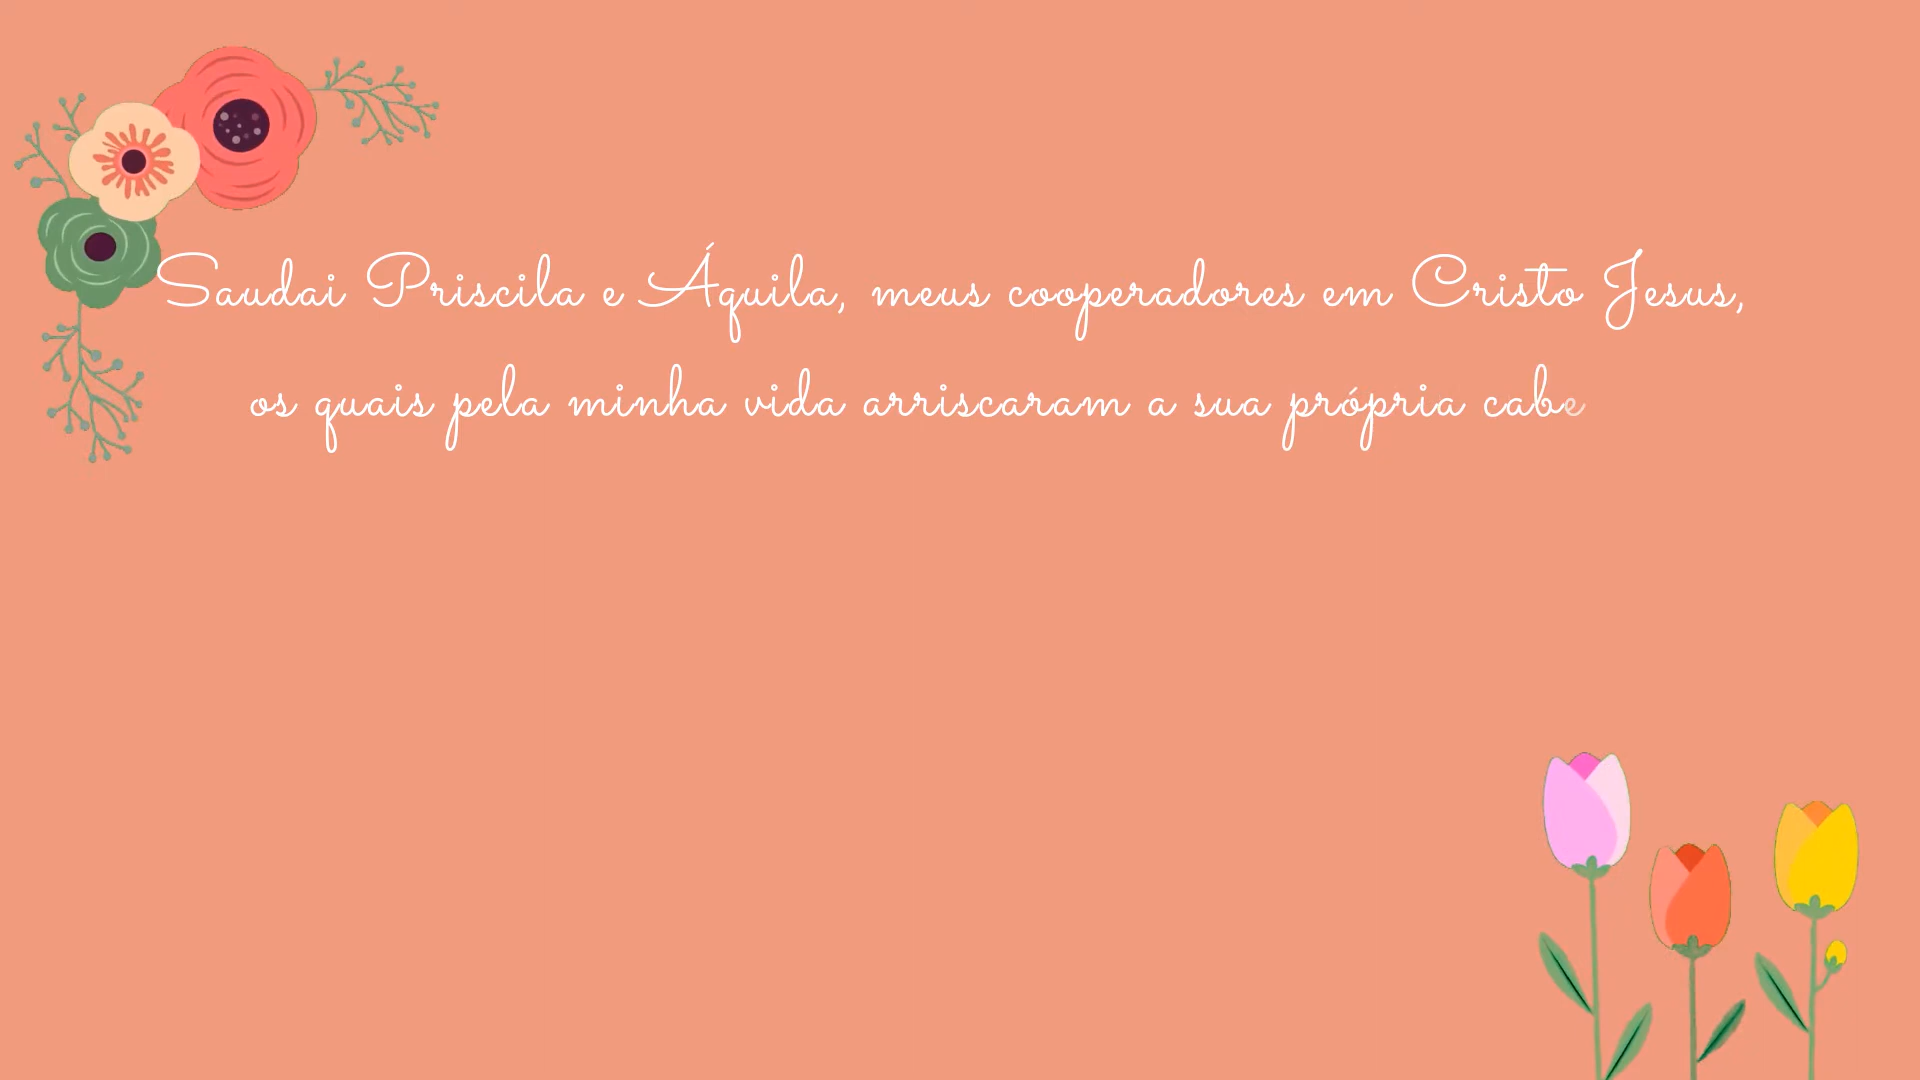 Saudai Priscila e Áquila, meus cooperadores em Cristo Jesus,
os quais pela minha vida arriscaram a sua própria cabe